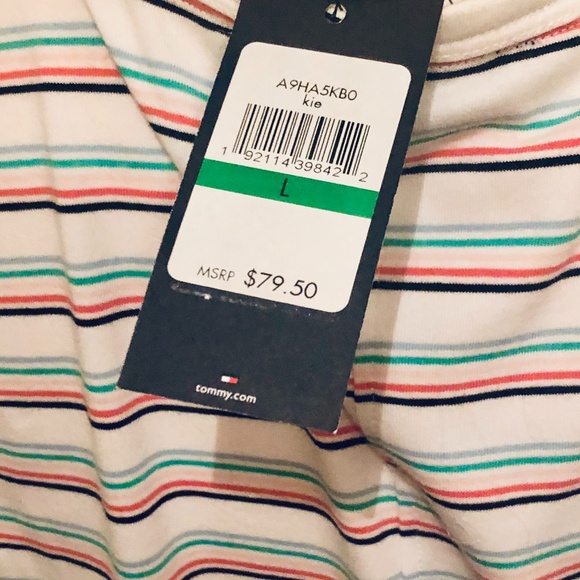 A9HA5KB0
kie
1 92114 39842 2
L
MSRP $79.50
tommy.com